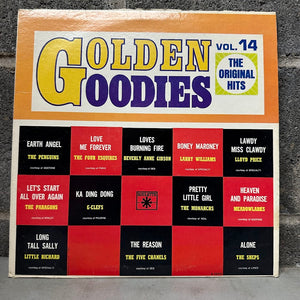 GOLDEN
GOODIES
VOL. 14
THE
ORIGINAL
HITS
EARTH ANGEL
THE PENGUINS
LOVE
ME FOREVER
THE FOUR ESQUIRES
LOVES
BURNING FIRE
BEVERLY ANNE GIBSON
BONEY MARONEY
LARRY WILLIAMS
LAWDY
MISS CLAWDY
LLOYD PRICE
LET'S START
ALL OVER AGAIN
THE PARAGONS
KA DING DONG
G-CLEFS
PRETTY
LITTLE GIRL
THE MONARCHS
HEAVEN
AND PARADISE
MEADOWLARKS
LONG
TALL SALLY
LITTLE RICHARD
THE REASON
THE FIVE CHANELS
ALONE
THE SHEPS